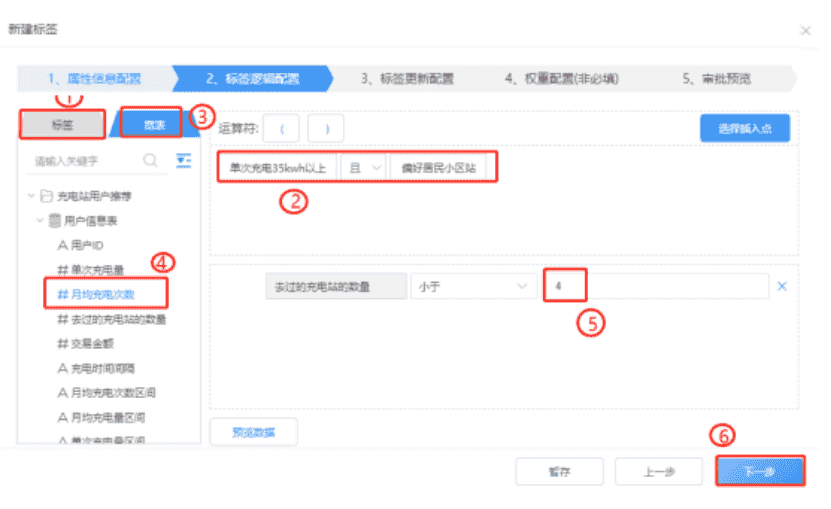 新建标签
1、属性信息配置 2、标签逻辑配置 3、标签更新配置 4、权重配置(非必填) 5、审批预览
①
标签 宽表 ③ 运算符: ( ) 选择插入点
请输入关键字
单次充电35kwh以上 且 偏好居民小区站
②
充电站用户推荐
用户信息表
A 用户ID
# 单次充电量 ④
# 月均充电次数
去过的充电站的数量 小于 4
⑤
# 去过的充电站的数量
# 交易金额
A 充电时间间隔
A 月均充电次数区间
A 月均充电量区间
A 单次充电量区间
预览数据
⑥
暂存 上一步 下一步